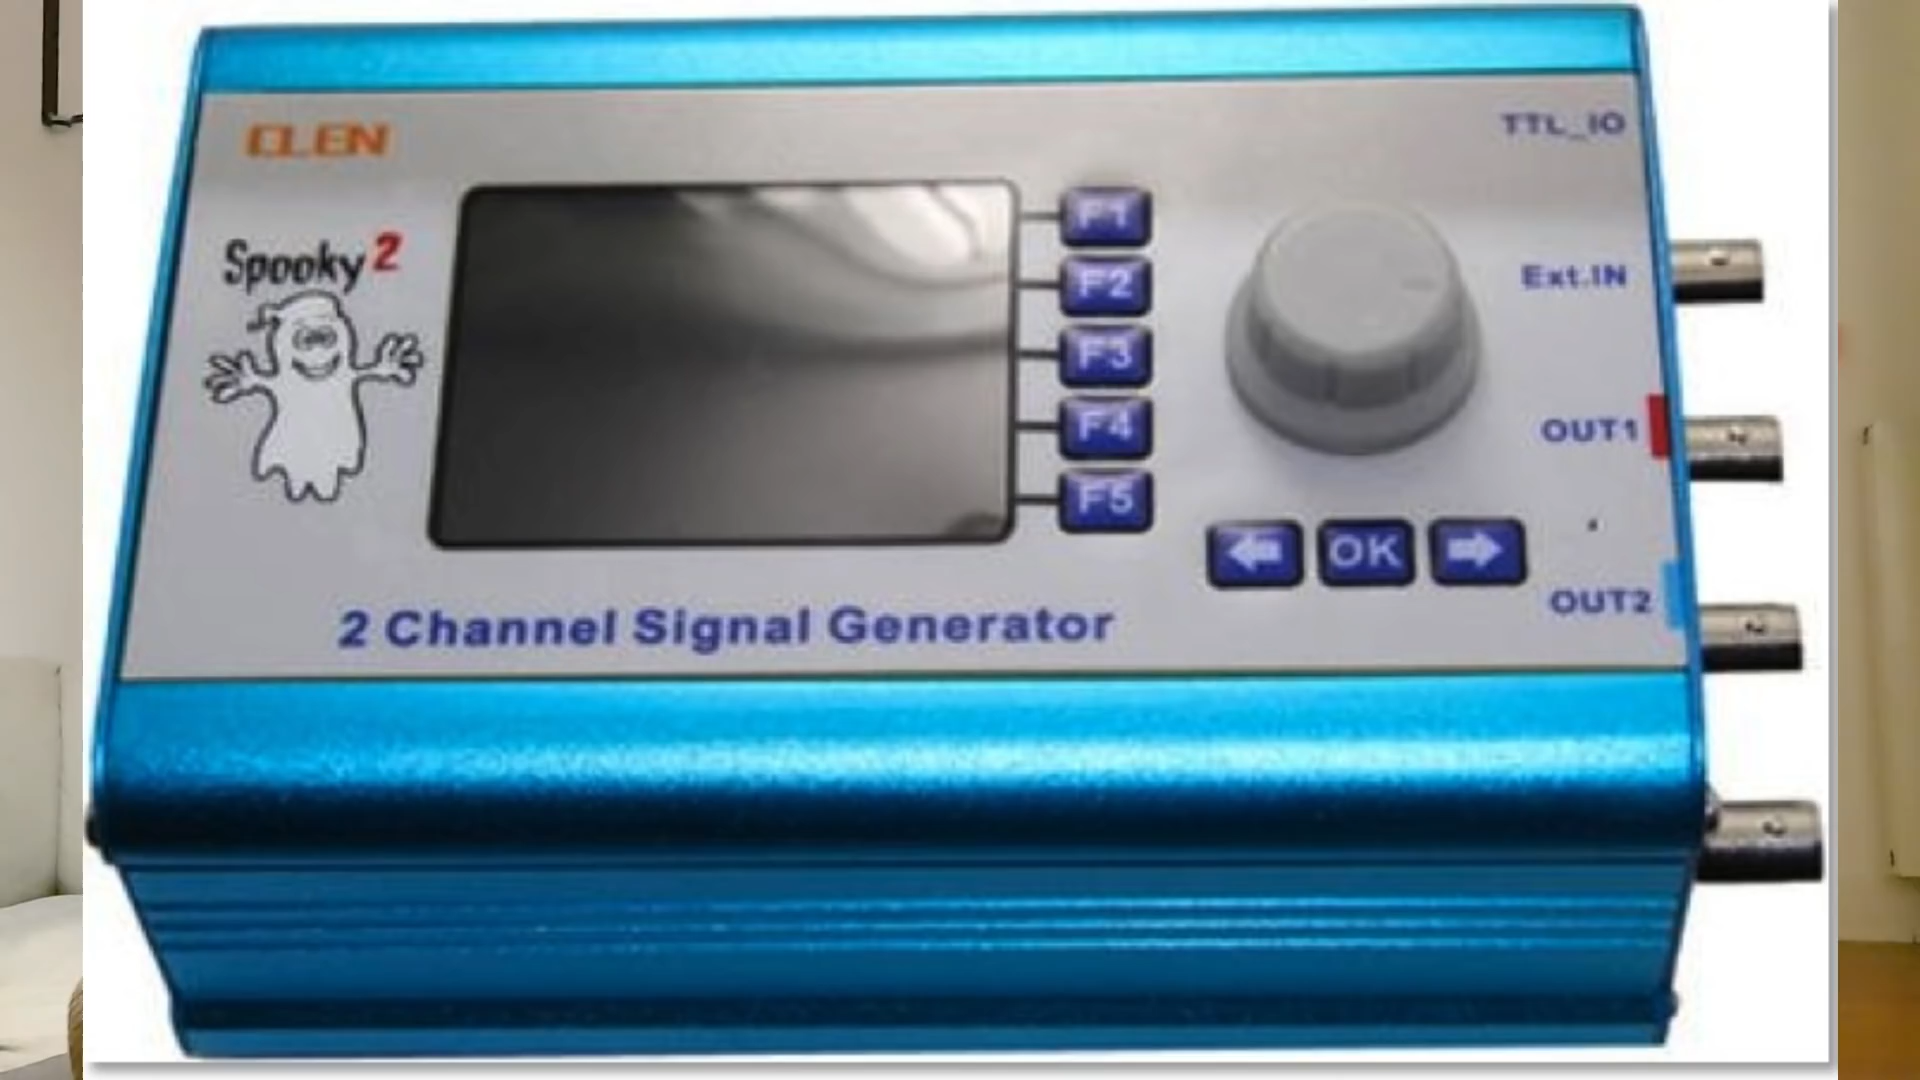 CLEN
TTL_IO
Spooky2
F1
F2
F3
F4
F5
Ext.IN
OUT1
OUT2
OK
2 Channel Signal Generator